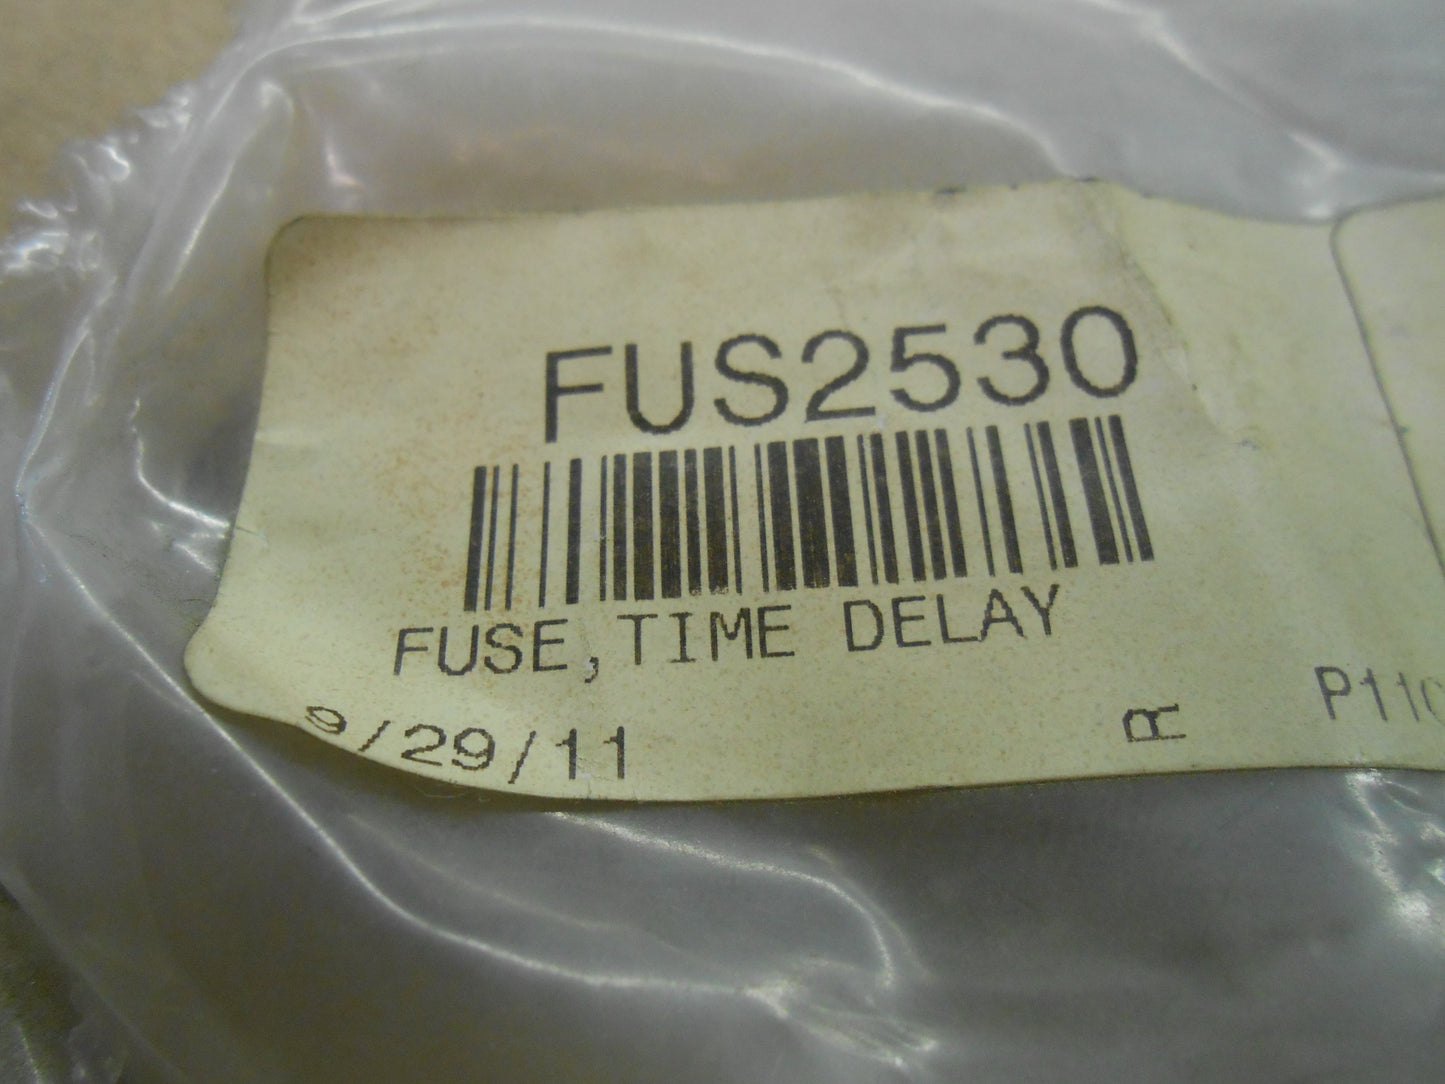 FUS2530
FUSE,TIME DELAY
9/29/11
R